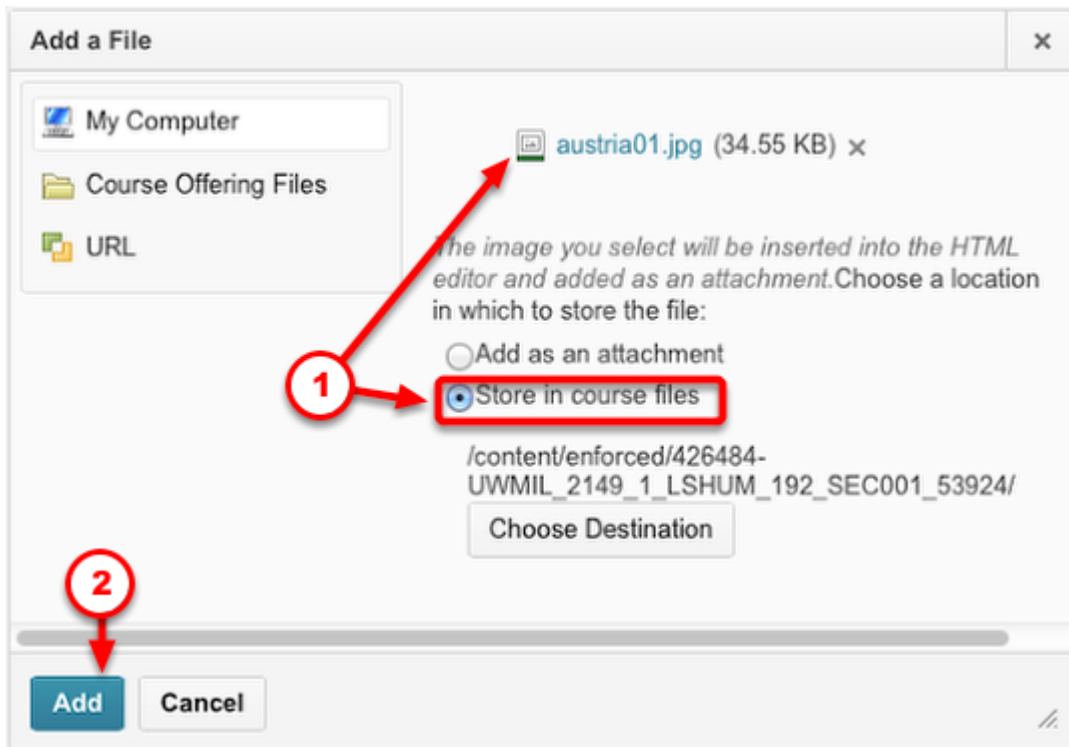 Add a File ×
My Computer
Course Offering Files
URL
austria01.jpg (34.55 KB) ×
The image you select will be inserted into the HTML
editor and added as an attachment.Choose a location
in which to store the file:
Add as an attachment
1
Store in course files
/content/enforced/426484-
UWMIL_2149_1_LSHUM_192_SEC001_53924/
Choose Destination
2
Add Cancel